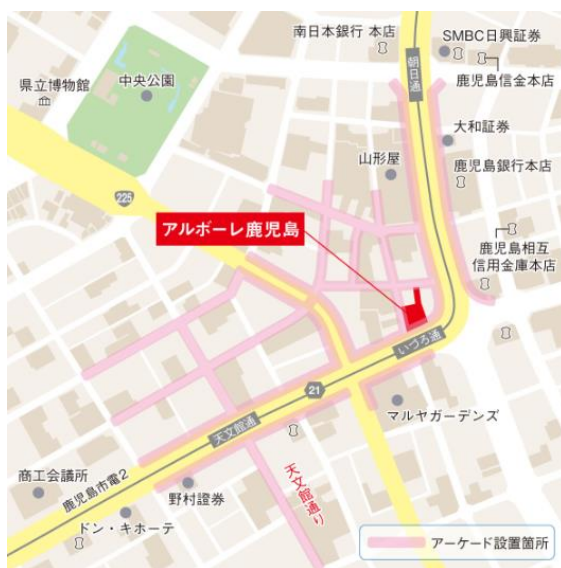 南日本銀行 本店
SMBC日興証券
県立博物館
中央公園
朝日通
鹿児島信金本店
大和証券
山形屋
鹿児島銀行本店
225
アルボーレ鹿児島
鹿児島相互
信用金庫本店
いづろ通
21
マルヤガーデンズ
天文館通
商工会議所
鹿児島市電2
野村證券
天文館通り
ドン・キホーテ
アーケード設置箇所